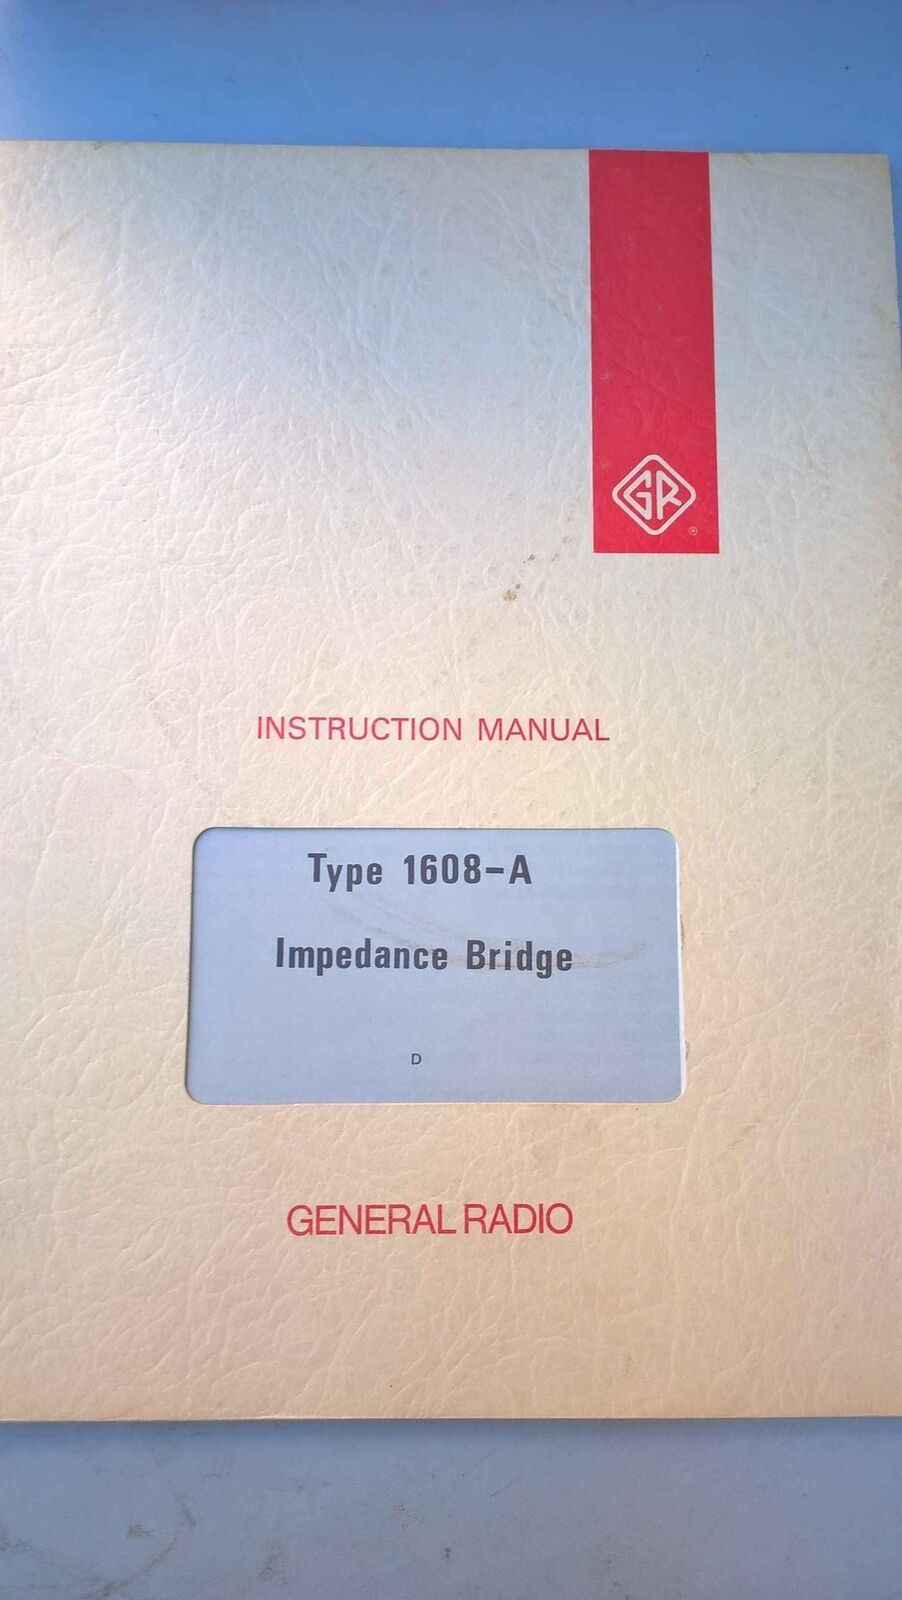 GR
®
INSTRUCTION MANUAL
Type 1608-A
Impedance Bridge
D
GENERAL RADIO